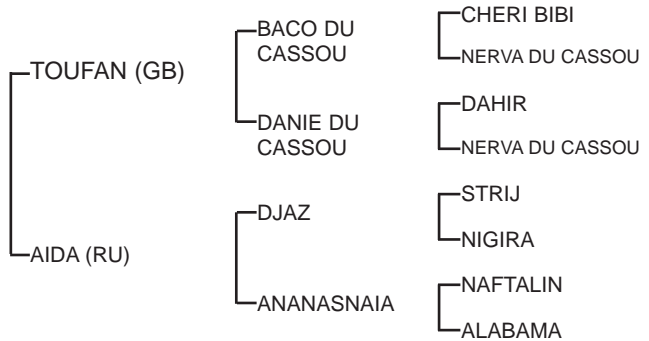 TOUFAN (GB)
BACO DU
CASSOU
CHERI BIBI
NERVA DU CASSOU
DANIE DU
CASSOU
DAHIR
NERVA DU CASSOU
AIDA (RU)
DJAZ
STRIJ
NIGIRA
ANANASNAIA
NAFTALIN
ALABAMA